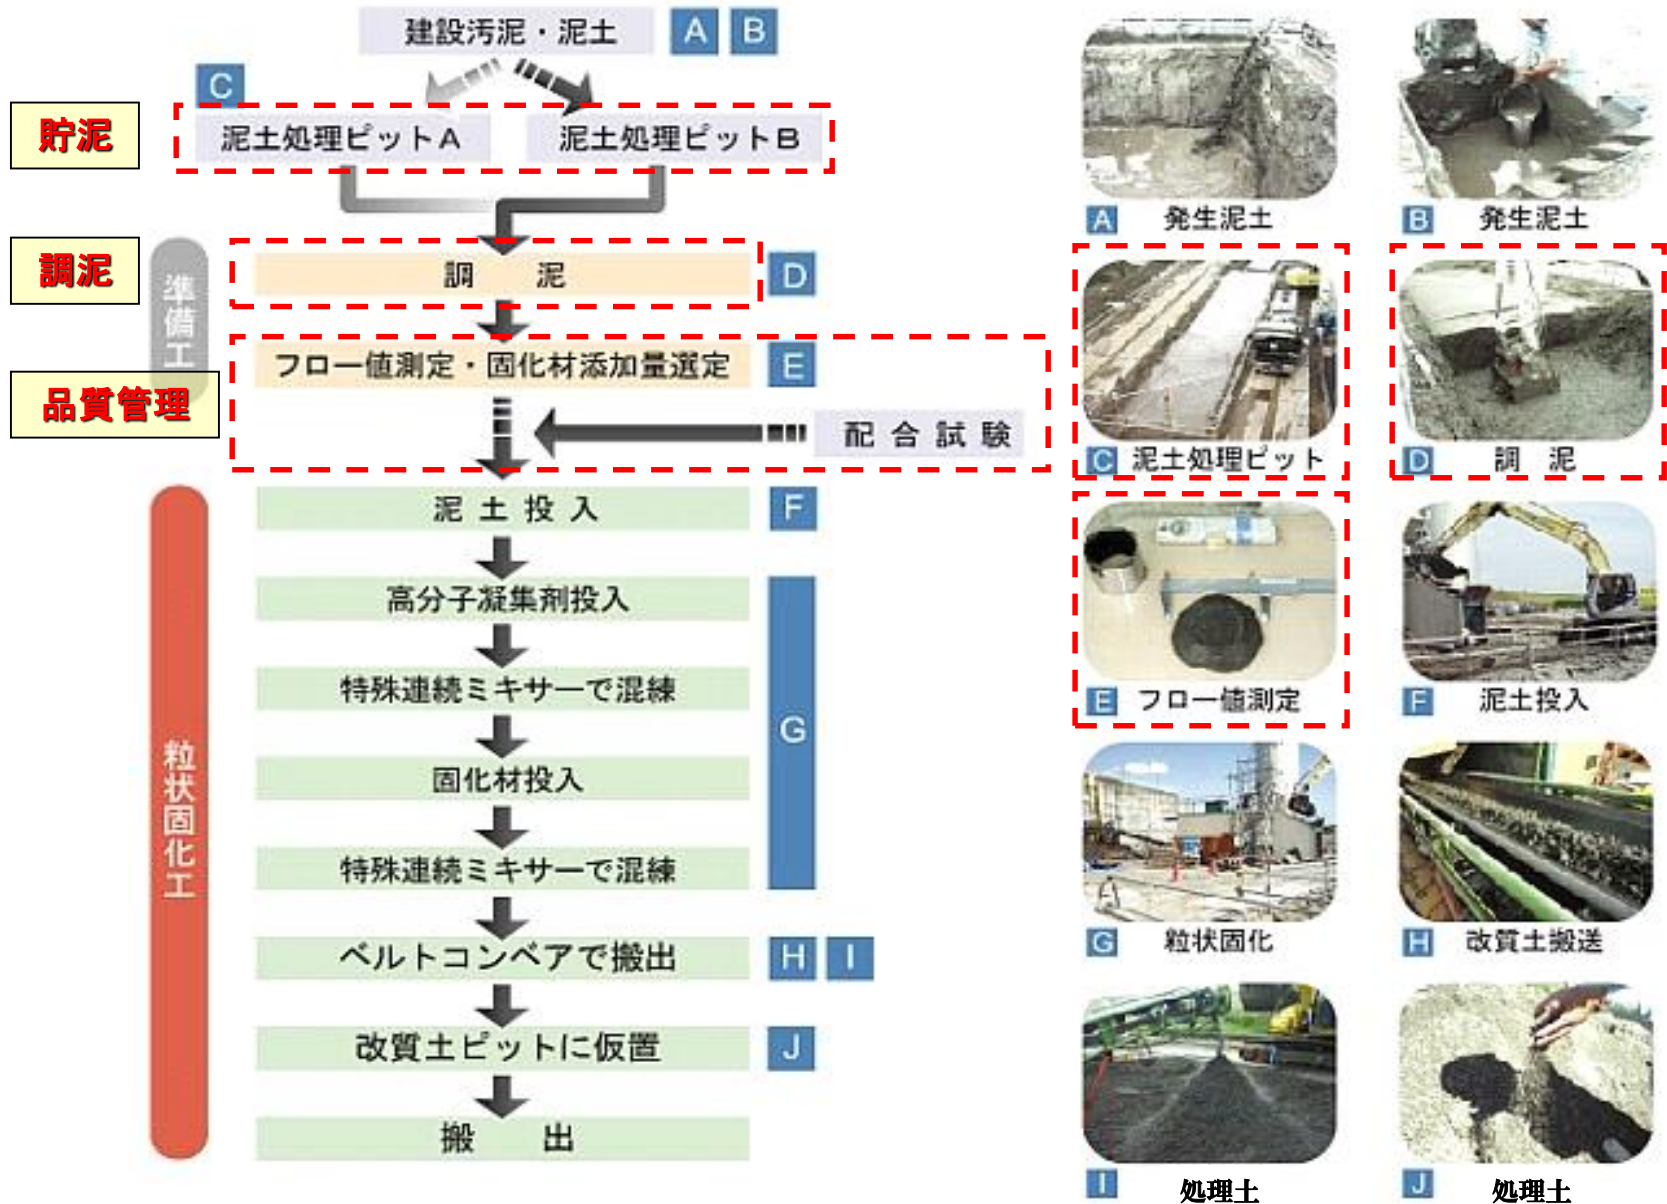 建設汚泥・泥土 A B
C
貯泥
泥土処理ピットA 泥土処理ピットB
調泥
準備工
調 泥 D
フロー値測定・固化材添加量選定 E
品質管理
配合試験
粒状固化工
泥土投入 F
高分子凝集剤投入
特殊連続ミキサーで混練
G
固化材投入
特殊連続ミキサーで混練
ベルトコンベアで搬出 H I
改質土ピットに仮置 J
搬 出
A 発生泥土
B 発生泥土
C 泥土処理ピット
D 調 泥
E フロー値測定
F 泥土投入
G 粒状固化
H 改質土搬送
I 処理土
J 処理土